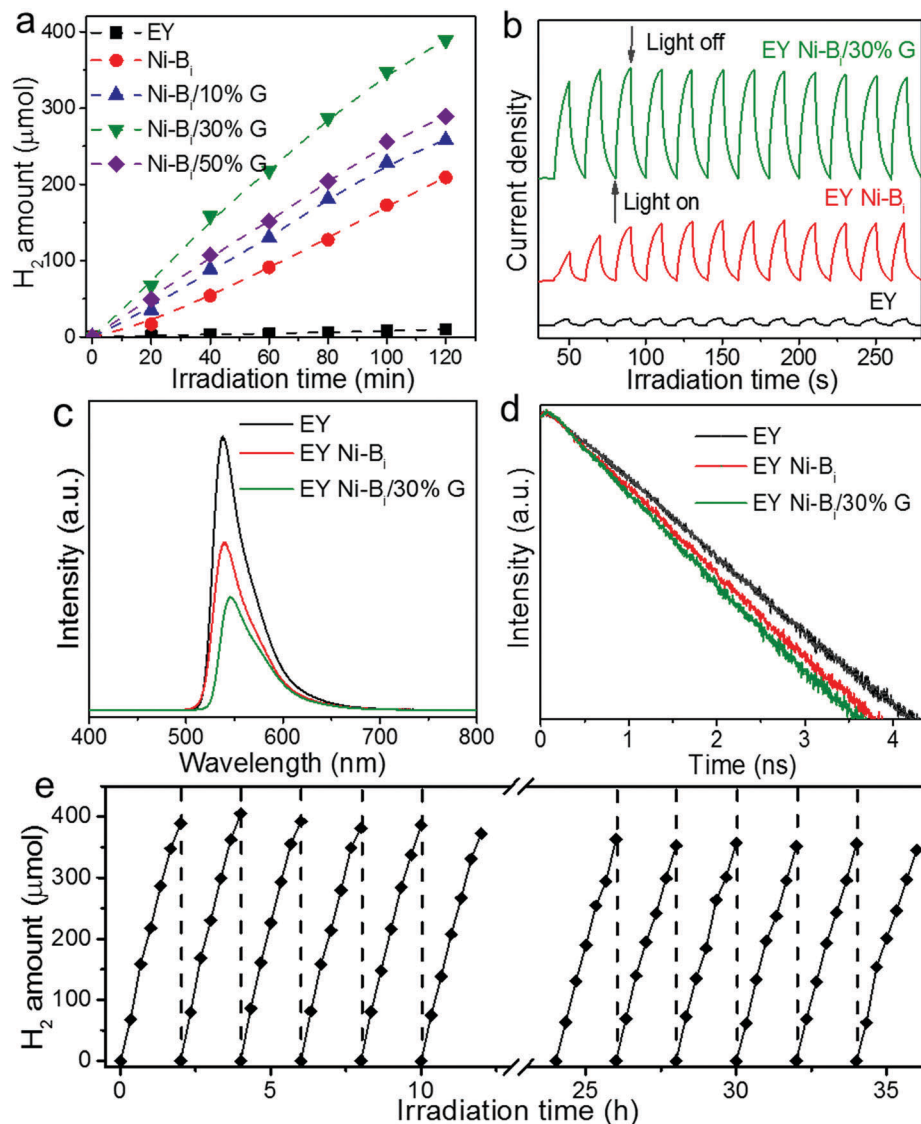 a
400
300
200
100
0
H₂ amount (μmol)
EY
Ni-Bᵢ
Ni-Bᵢ/10% G
Ni-Bᵢ/30% G
Ni-Bᵢ/50% G
0 20 40 60 80 100 120
Irradiation time (min)
b
Current density
Light off
EY Ni-Bᵢ/30% G
Light on
EY Ni-Bᵢ
EY
50 100 150 200 250
Irradiation time (s)
c
Intensity (a.u.)
EY
EY Ni-Bᵢ
EY Ni-Bᵢ/30% G
400 500 600 700 800
Wavelength (nm)
d
Intensity (a.u.)
EY
EY Ni-Bᵢ
EY Ni-Bᵢ/30% G
0 1 2 3 4
Time (ns)
e
400
300
200
100
0
H₂ amount (μmol)
0 5 10 25 30 35
Irradiation time (h)